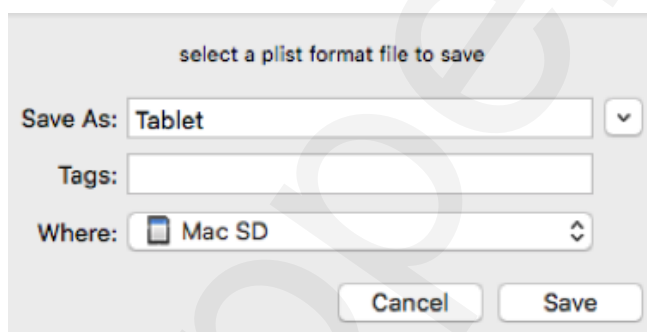 select a plist format file to save
Save As: Tablet
Tags:
Where: Mac SD
Cancel Save